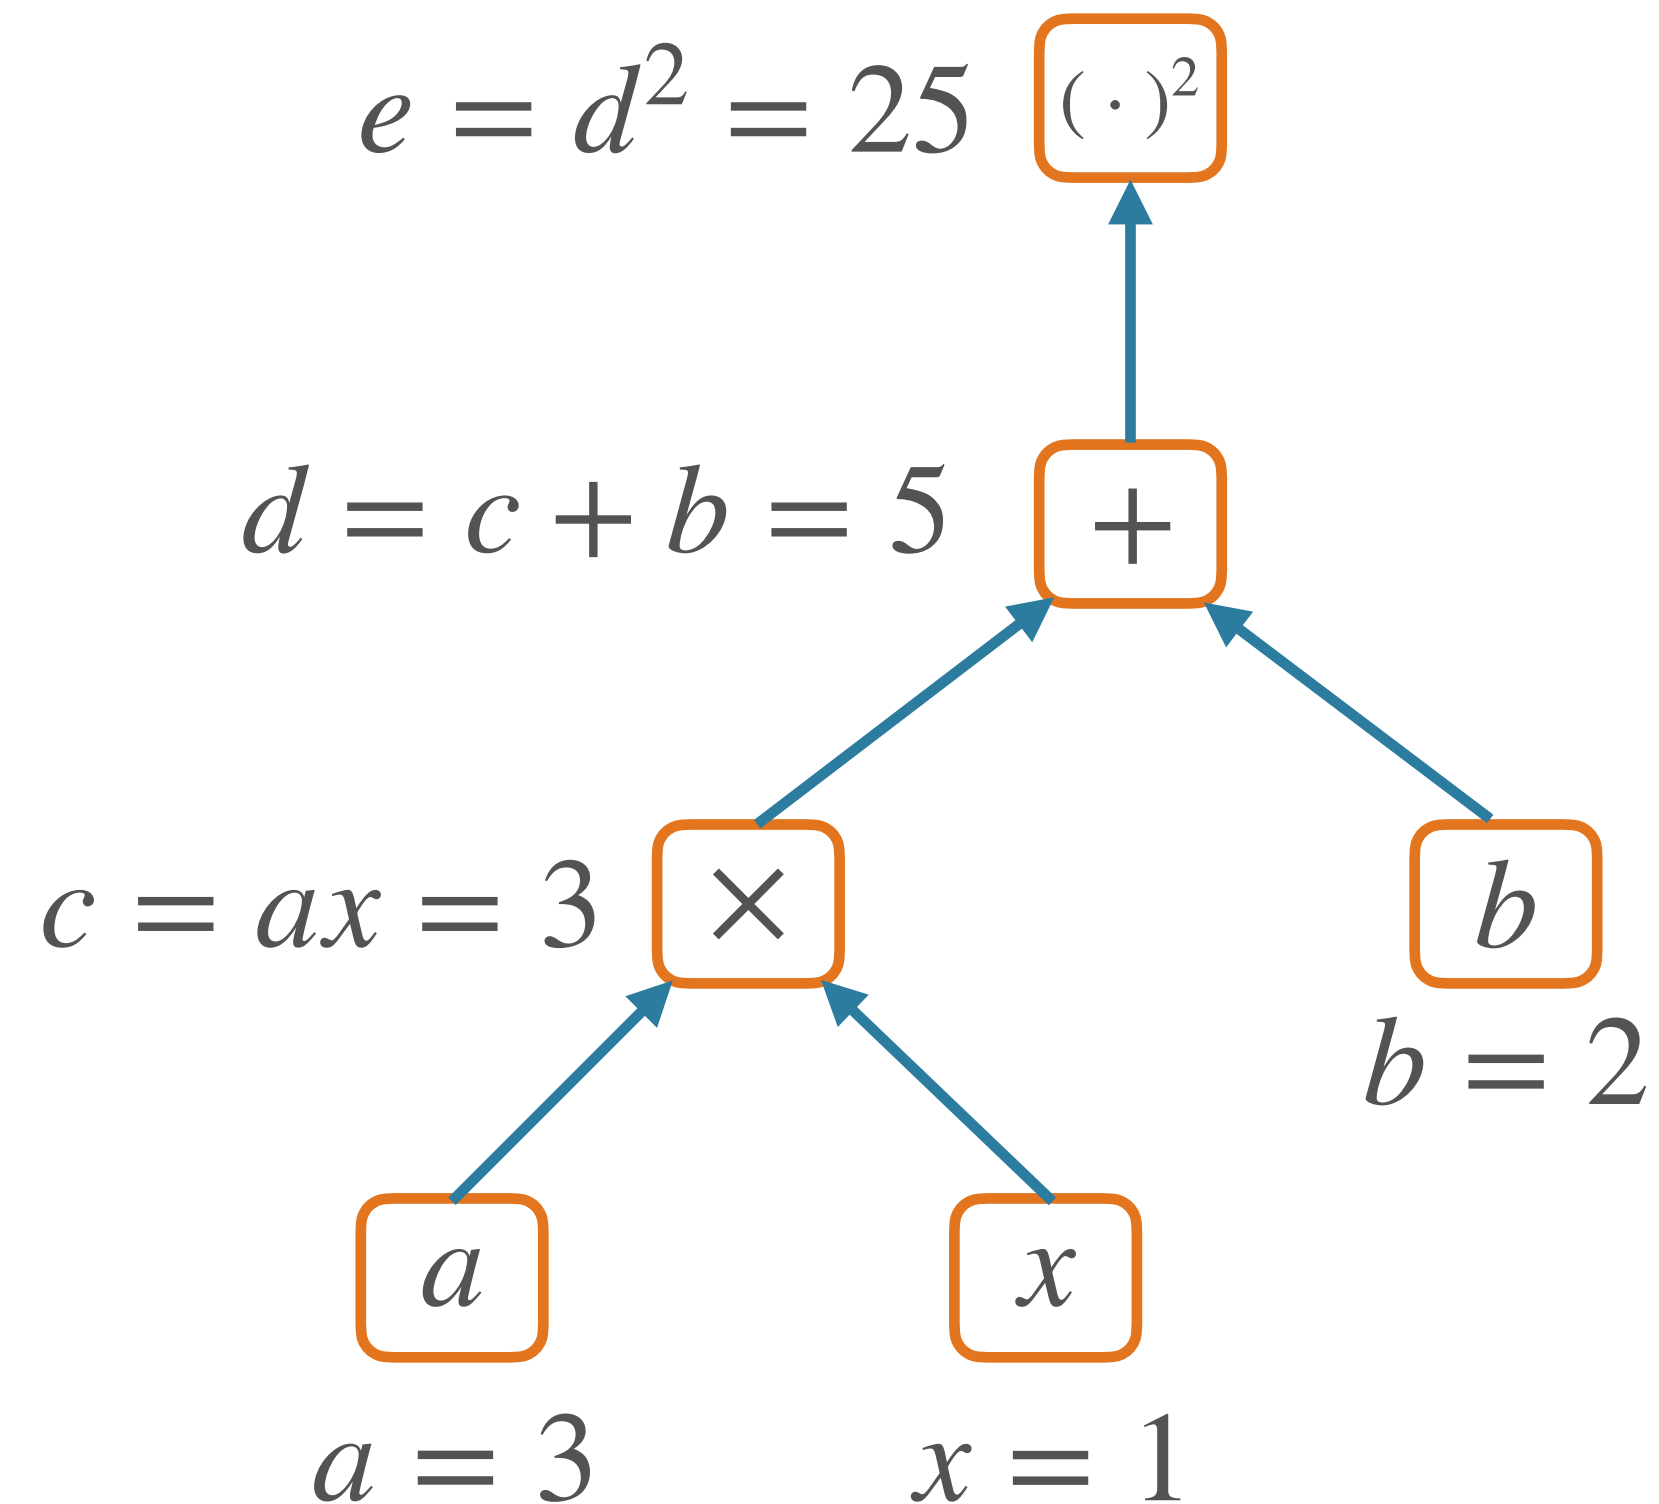 e = d² = 25 ( · )²
d = c + b = 5 +
c = ax = 3 × b
b = 2
a x
a = 3 x = 1